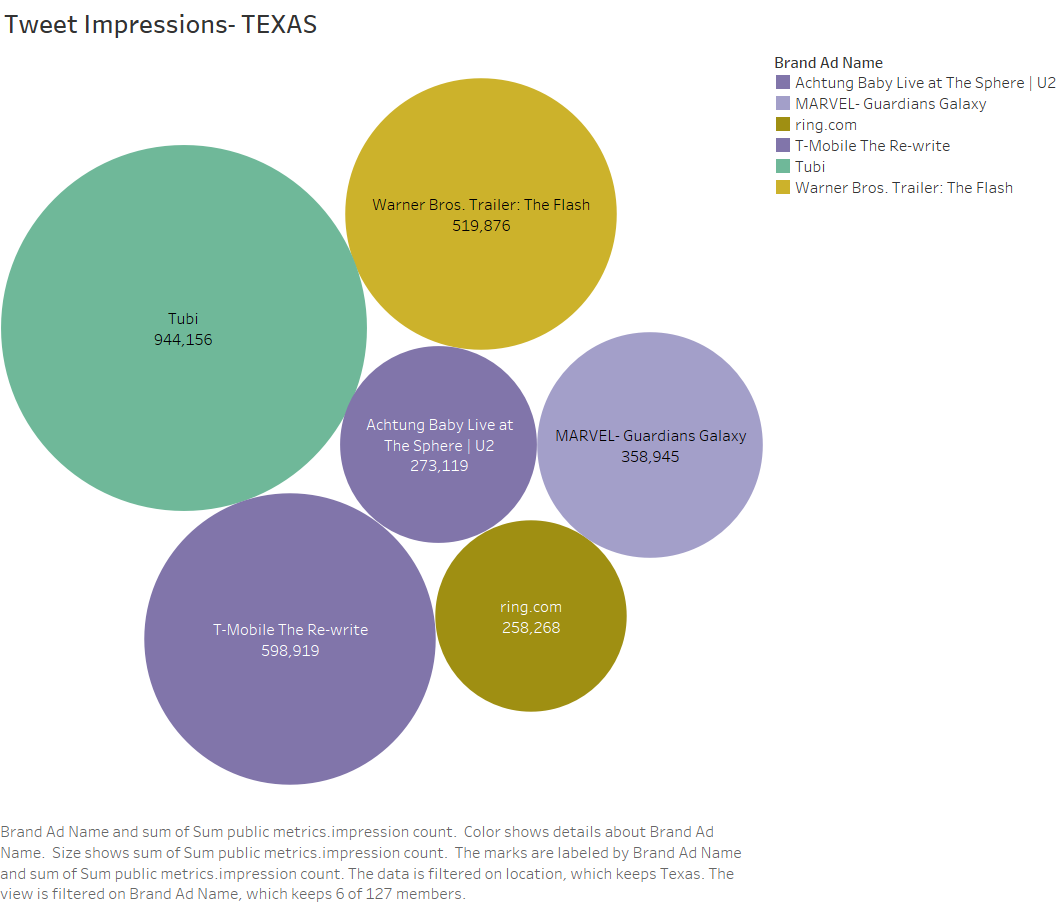 Tweet Impressions- TEXAS
Brand Ad Name
Achtung Baby Live at The Sphere | U2
MARVEL- Guardians Galaxy
ring.com
T-Mobile The Re-write
Tubi
Warner Bros. Trailer: The Flash
Warner Bros. Trailer: The Flash
519,876
Tubi
944,156
Achtung Baby Live at
The Sphere | U2
273,119
MARVEL- Guardians Galaxy
358,945
ring.com
258,268
T-Mobile The Re-write
598,919
Brand Ad Name and sum of Sum public metrics.impression count.  Color shows details about Brand Ad
Name.  Size shows sum of Sum public metrics.impression count.  The marks are labeled by Brand Ad Name
and sum of Sum public metrics.impression count. The data is filtered on location, which keeps Texas. The
view is filtered on Brand Ad Name, which keeps 6 of 127 members.